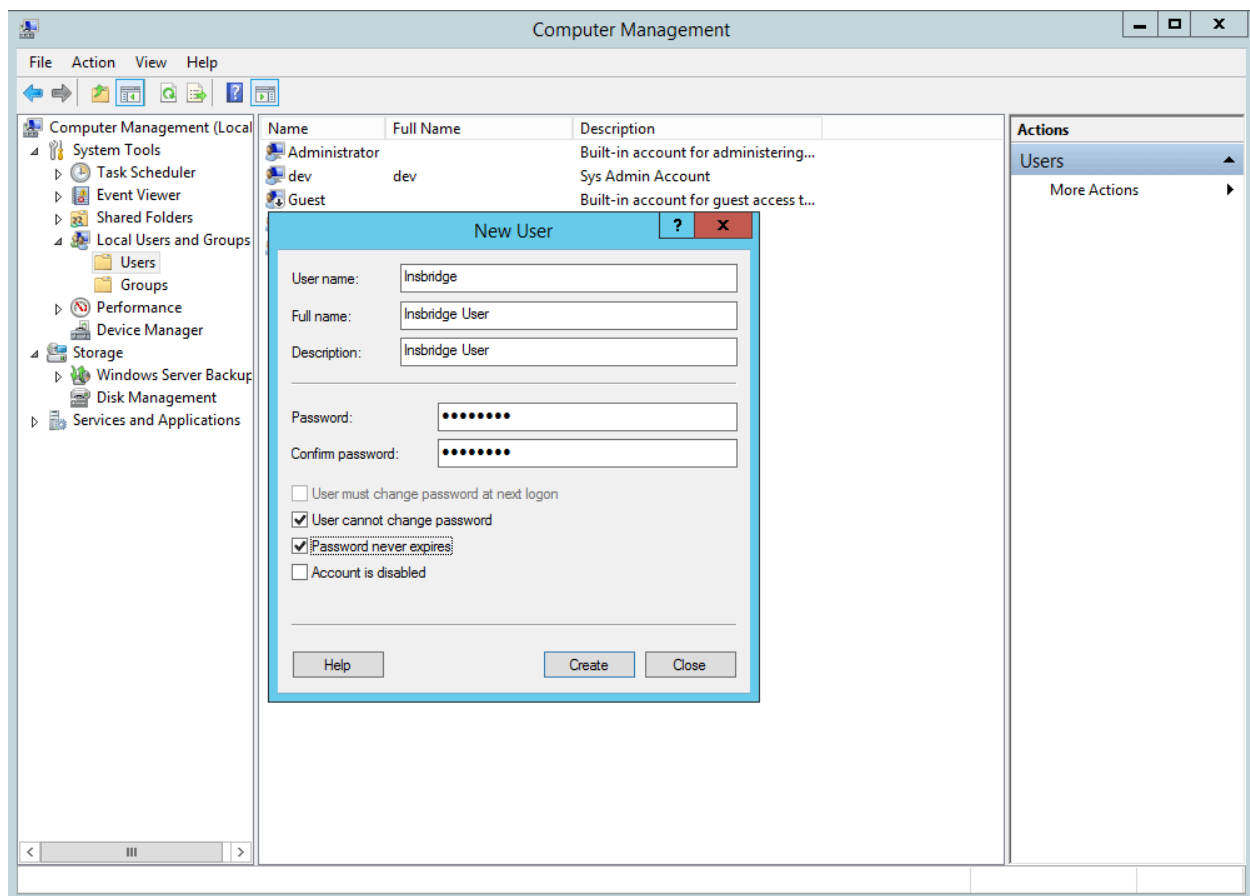 Computer Management
File Action View Help
Computer Management (Local
System Tools
Task Scheduler
Event Viewer
Shared Folders
Local Users and Groups
Users
Groups
Performance
Device Manager
Storage
Windows Server Backup
Disk Management
Services and Applications
Name Full Name Description
Administrator Built-in account for administering...
dev dev Sys Admin Account
Guest Built-in account for guest access t...
New User
? x
User name: Insbridge
Full name: Insbridge User
Description: Insbridge User
Password: ••••••••
Confirm password: ••••••••
User must change password at next logon
User cannot change password
Password never expires
Account is disabled
Help Create Close
Actions
Users
More Actions